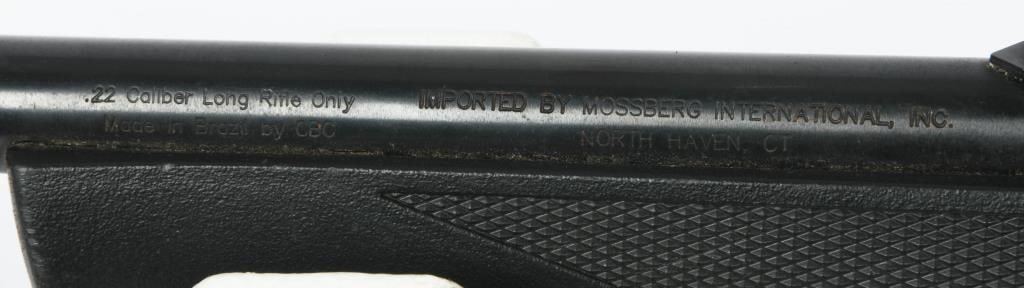 .22 Caliber Long Rifle Only
Made in Brazil by CBC
IMPORTED BY MOSSBERG INTERNATIONAL, INC.
NORTH HAVEN, CT